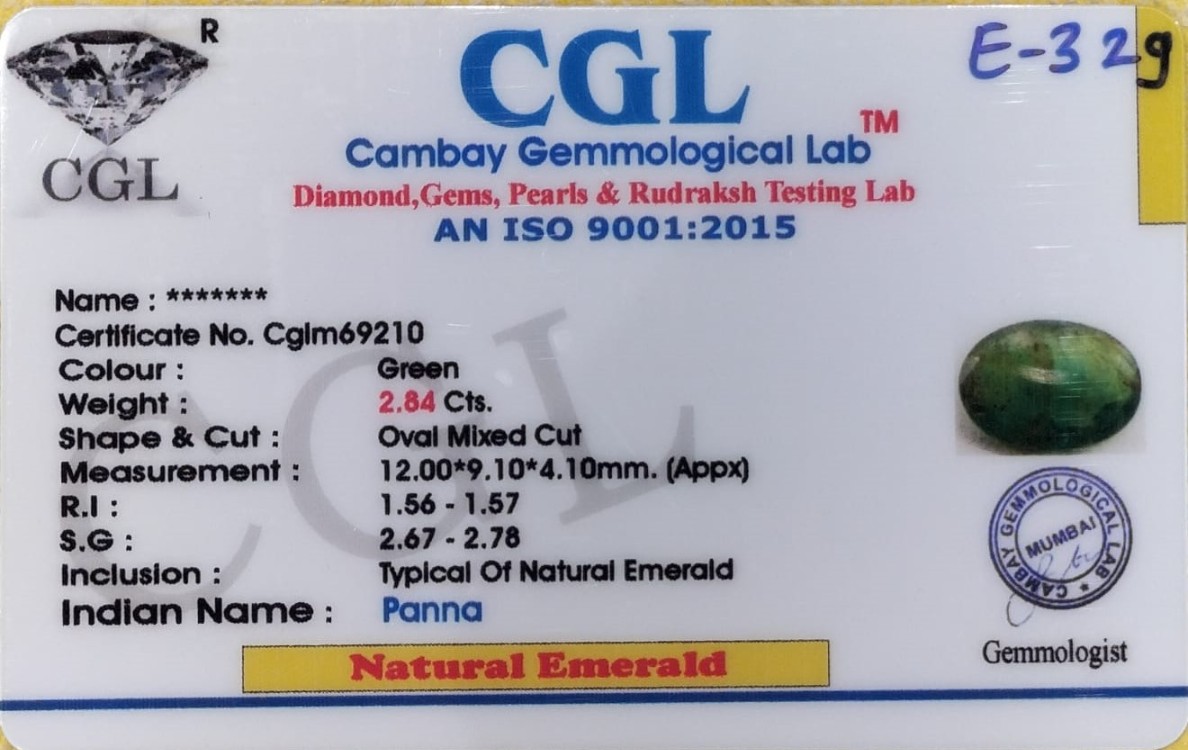 R
CGL
E-329
CGL
TM
Cambay Gemmological Lab
Diamond,Gems, Pearls & Rudraksh Testing Lab
AN ISO 9001:2015
Name : *******
Certificate No. Cglm69210
Colour : Green
Weight : 2.84 Cts.
Shape & Cut : Oval Mixed Cut
Measurement : 12.00*9.10*4.10mm. (Appx)
R.I : 1.56 - 1.57
S.G : 2.67 - 2.78
Inclusion : Typical Of Natural Emerald
Indian Name : Panna
CGL
CAMBAY GEMMOLOGICAL LAB *
MUMBAI
Gemmologist
Natural Emerald